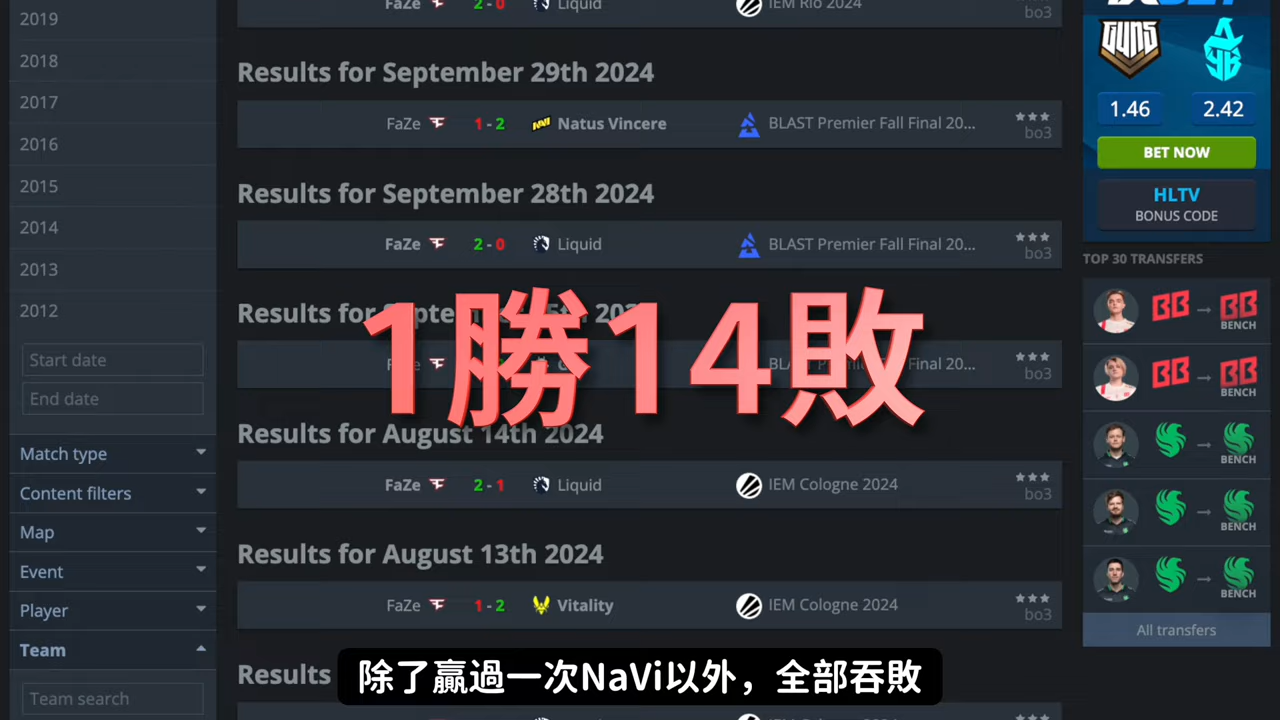 2019
2018
2017
2016
2015
2014
2013
2012
Start date
End date
Match type
Content filters
Map
Event
Player
Team
Team search
FaZe 2 - 0 Liquid IEM Rio 2024 bo3
Results for September 29th 2024
FaZe 1 - 2 Natus Vincere BLAST Premier Fall Final 20... bo3
Results for September 28th 2024
FaZe 2 - 0 Liquid BLAST Premier Fall Final 20... bo3
Results for Sep
1勝14敗
bo3
Results for August 14th 2024
FaZe 2 - 1 Liquid IEM Cologne 2024 bo3
Results for August 13th 2024
FaZe 1 - 2 Vitality IEM Cologne 2024 bo3
Results
除了贏過一次NaVi以外，全部吞敗
GUNS
1.46 2.42
BET NOW
HLTV
BONUS CODE
TOP 30 TRANSFERS
BENCH
BENCH
BENCH
BENCH
BENCH
All transfers